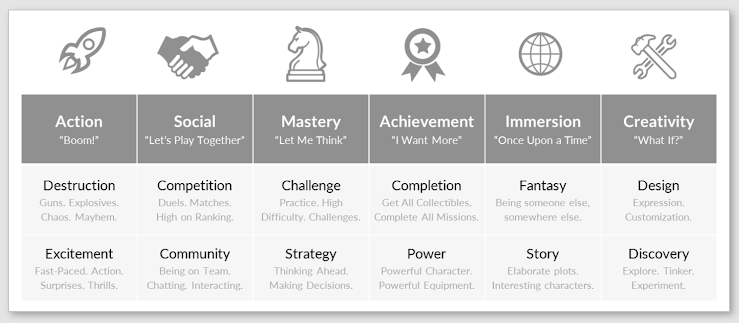 Action Social Mastery Achievement Immersion Creativity
“Boom!” “Let’s Play Together” “Let Me Think” “I Want More” “Once Upon a Time” “What If?”
Destruction Competition Challenge Completion Fantasy Design
Guns. Explosives. Duels. Matches. Practice. High Get All Collectibles. Being someone else, Expression.
Chaos. Mayhem. High on Ranking. Difficulty. Challenges. Complete All Missions. somewhere else. Customization.
Excitement Community Strategy Power Story Discovery
Fast-Paced. Action. Being on Team. Thinking Ahead. Powerful Character. Elaborate plots. Explore. Tinker.
Surprises. Thrills. Chatting. Interacting. Making Decisions. Powerful Equipment. Interesting characters. Experiment.